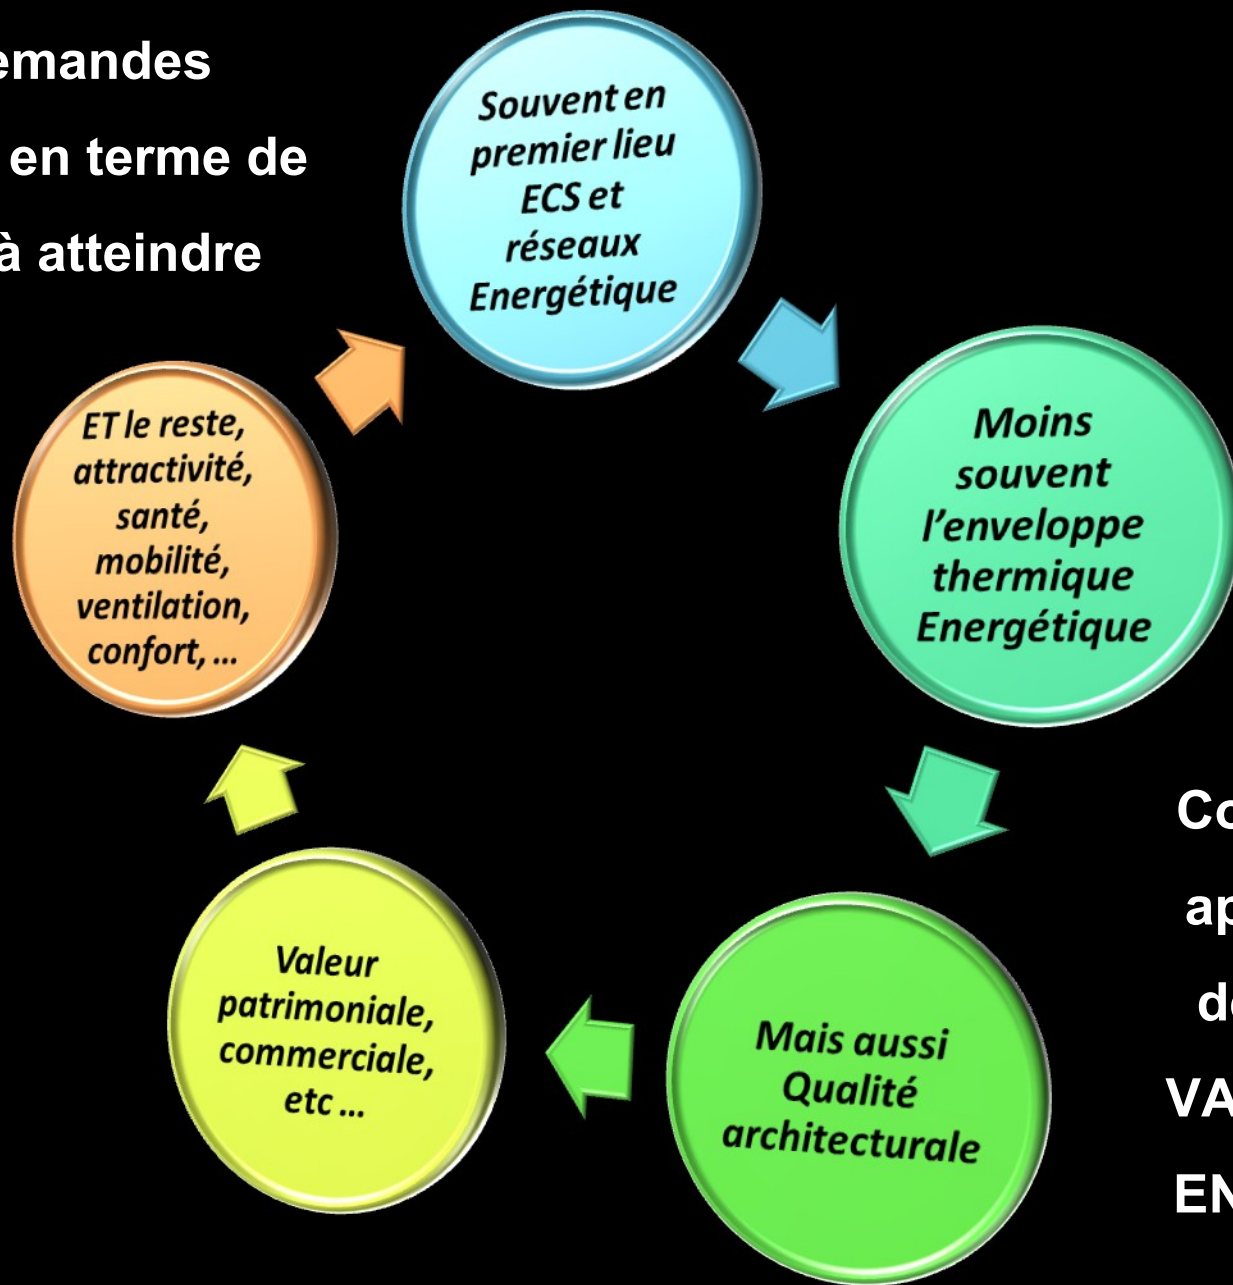 emandes
en terme de
à atteindre
Souvent en
premier lieu
ECS et
réseaux
Energétique
Moins
souvent
l'enveloppe
thermique
Energétique
Mais aussi
Qualité
architecturale
Valeur
patrimoniale,
commerciale,
etc ...
ET le reste,
attractivité,
santé,
mobilité,
ventilation,
confort, ...
Co
ap
de
VA
EN